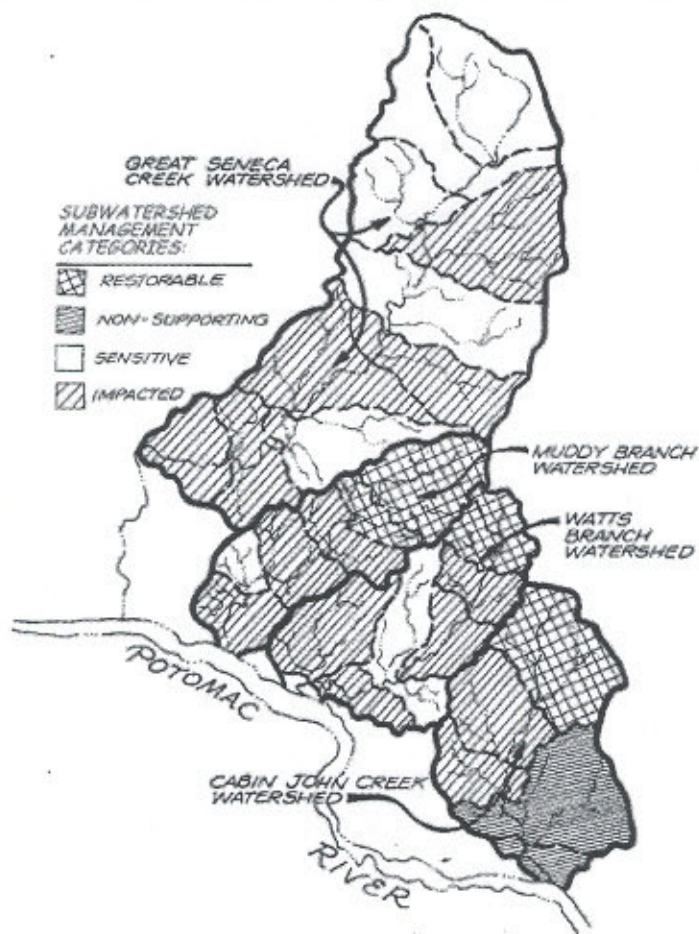 GREAT SENECA
CREEK WATERSHED
SUBWATERSHED
MANAGEMENT
CATEGORIES:
RESTORABLE
NON-SUPPORTING
SENSITIVE
IMPACTED
MUDDY BRANCH
WATERSHED
WATTS
BRANCH
WATERSHED
POTOMAC
CABIN JOHN CREEK
WATERSHED
RIVER